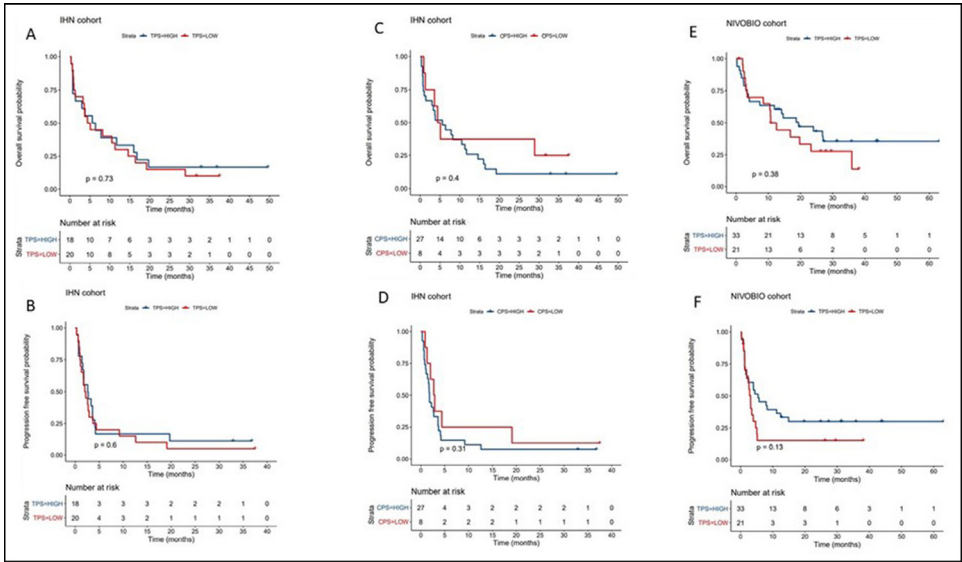 A
IHN cohort
Strata TPS=HIGH TPS=LOW
Overall survival probability
1.00
0.75
0.50
0.25
0.00
p = 0.73
0 5 10 15 20 25 30 35 40 45 50
Time (months)
Number at risk
Strata
TPS=HIGH 18 10 7 6 3 3 3 2 1 1 0
TPS=LOW 20 10 8 5 3 3 2 1 0 0 0
0 5 10 15 20 25 30 35 40 45 50
Time (months)
B
IHN cohort
Strata TPS=HIGH TPS=LOW
Progression free survival probability
1.00
0.75
0.50
0.25
0.00
p = 0.6
0 5 10 15 20 25 30 35 40
Time (months)
Number at risk
Strata
TPS=HIGH 18 3 3 3 2 2 2 1 0
TPS=LOW 20 4 3 2 1 1 1 1 0
0 5 10 15 20 25 30 35 40
Time (months)
C
IHN cohort
Strata CPS=HIGH CPS=LOW
Overall survival probability
1.00
0.75
0.50
0.25
0.00
p = 0.4
0 5 10 15 20 25 30 35 40 45 50
Time (months)
Number at risk
Strata
CPS=HIGH 27 14 10 6 3 3 3 2 1 1 0
CPS=LOW 8 4 3 3 3 3 2 1 0 0 0
0 5 10 15 20 25 30 35 40 45 50
Time (months)
D
IHN cohort
Strata CPS=HIGH CPS=LOW
Progression free survival probability
1.00
0.75
0.50
0.25
0.00
p = 0.31
0 5 10 15 20 25 30 35 40
Time (months)
Number at risk
Strata
CPS=HIGH 27 4 3 2 2 2 2 1 0
CPS=LOW 8 2 2 2 1 1 1 1 0
0 5 10 15 20 25 30 35 40
Time (months)
E
NIVOBIO cohort
Strata TPS=HIGH TPS=LOW
Overall survival probability
1.00
0.75
0.50
0.25
0.00
p = 0.38
0 10 20 30 40 50 60
Time (months)
Number at risk
Strata
TPS=HIGH 33 21 13 8 5 1 1
TPS=LOW 21 13 6 2 0 0 0
0 10 20 30 40 50 60
Time (months)
F
NIVOBIO cohort
Strata TPS=HIGH TPS=LOW
Progression free survival probability
1.00
0.75
0.50
0.25
0.00
p = 0.13
0 10 20 30 40 50 60
Time (months)
Number at risk
Strata
TPS=HIGH 33 13 8 6 3 1 1
TPS=LOW 21 3 3 1 0 0 0
0 10 20 30 40 50 60
Time (months)